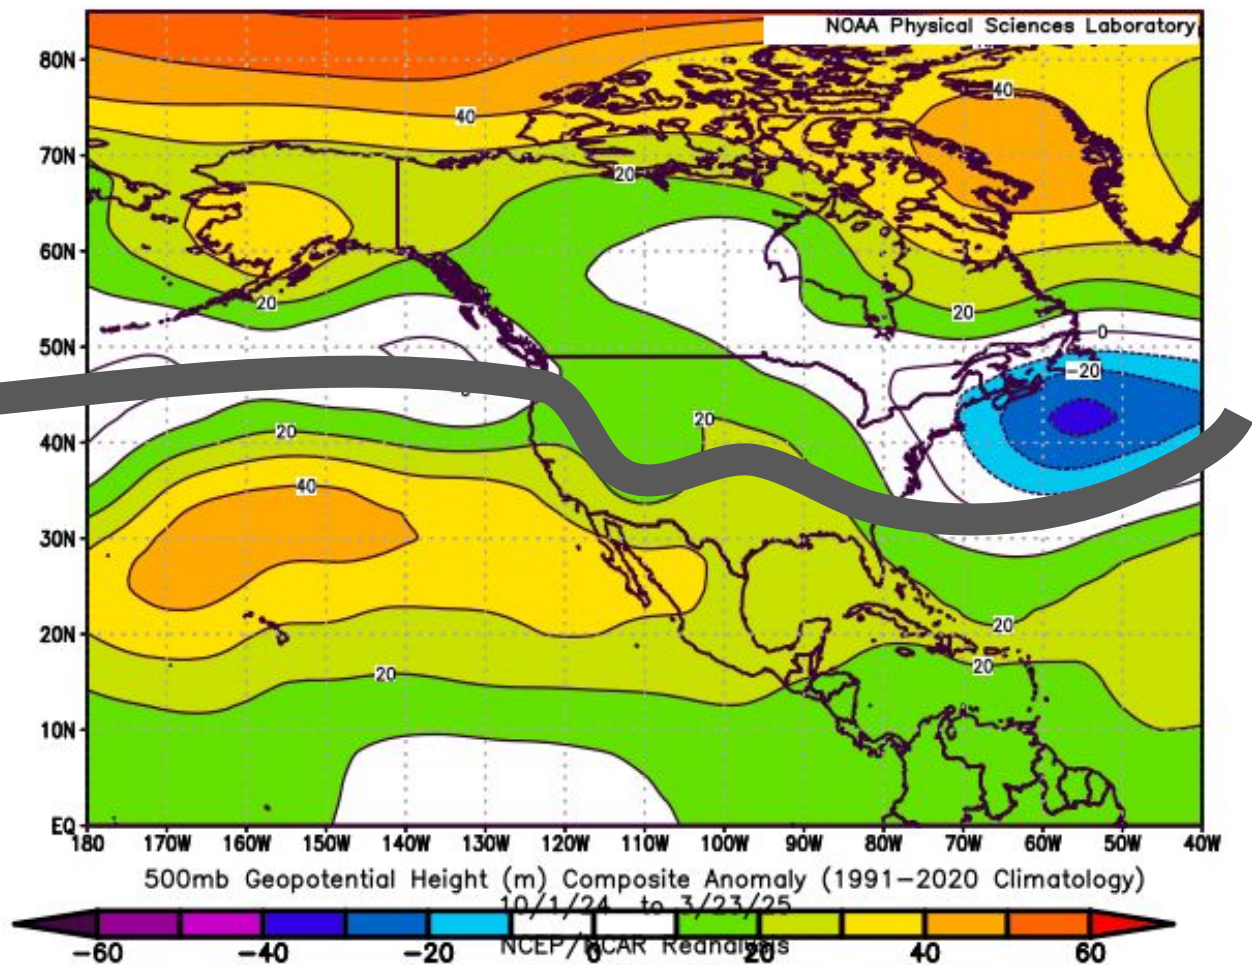 NOAA Physical Sciences Laboratory
80N
40
40
70N
20
60N
20
20
50N
0
-20
20
40N
20
40
30N
20N
20
20
20
10N
EQ
180 170W 160W 150W 140W 130W 120W 110W 100W 90W 80W 70W 60W 50W 40W
500mb Geopotential Height (m) Composite Anomaly (1991-2020 Climatology)
10/1/24 to 3/23/25
-60 -40 -20 0 20 40 60
NCEP/NCAR Reanalysis